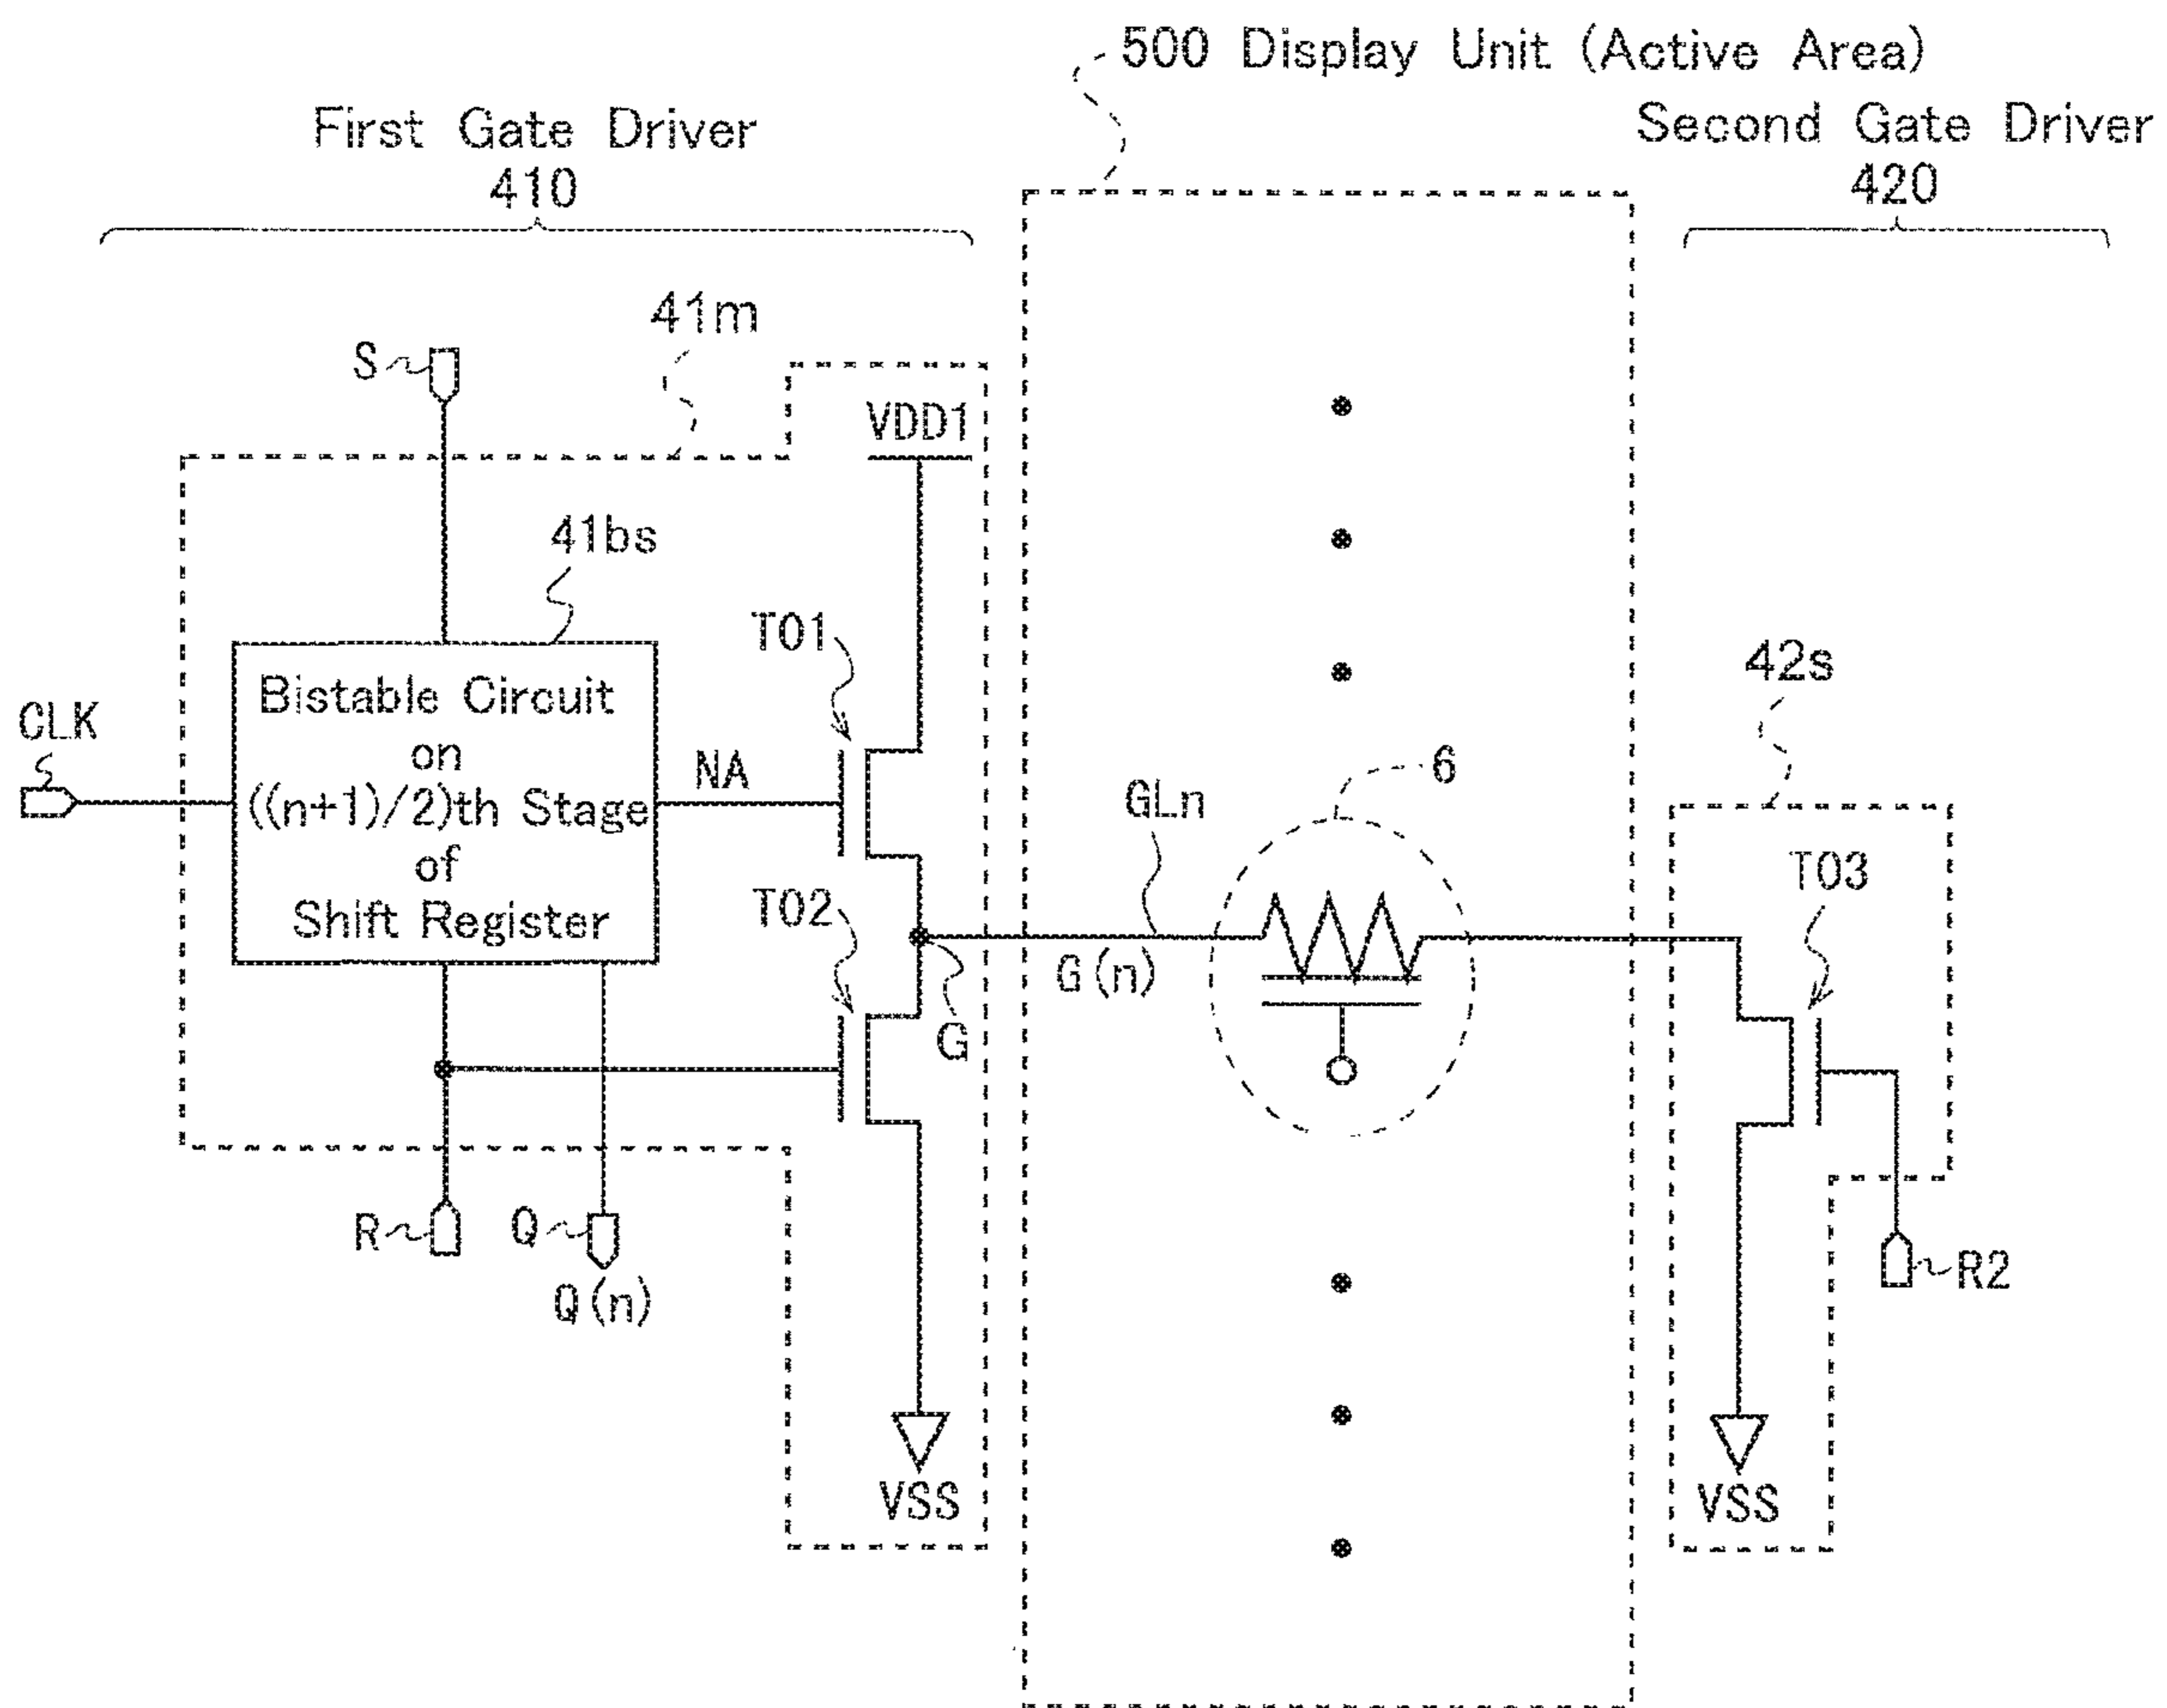 500 Display Unit (Active Area)
First Gate Driver
410
Second Gate Driver
420
41m
S
VDD1
41bs
T01
42s
Bistable Circuit
on
((n+1)/2)th Stage
of
Shift Register
CLK
NA
6
GLn
T03
T02
G(n)
G
R
Q
Q(n)
R2
VSS
VSS